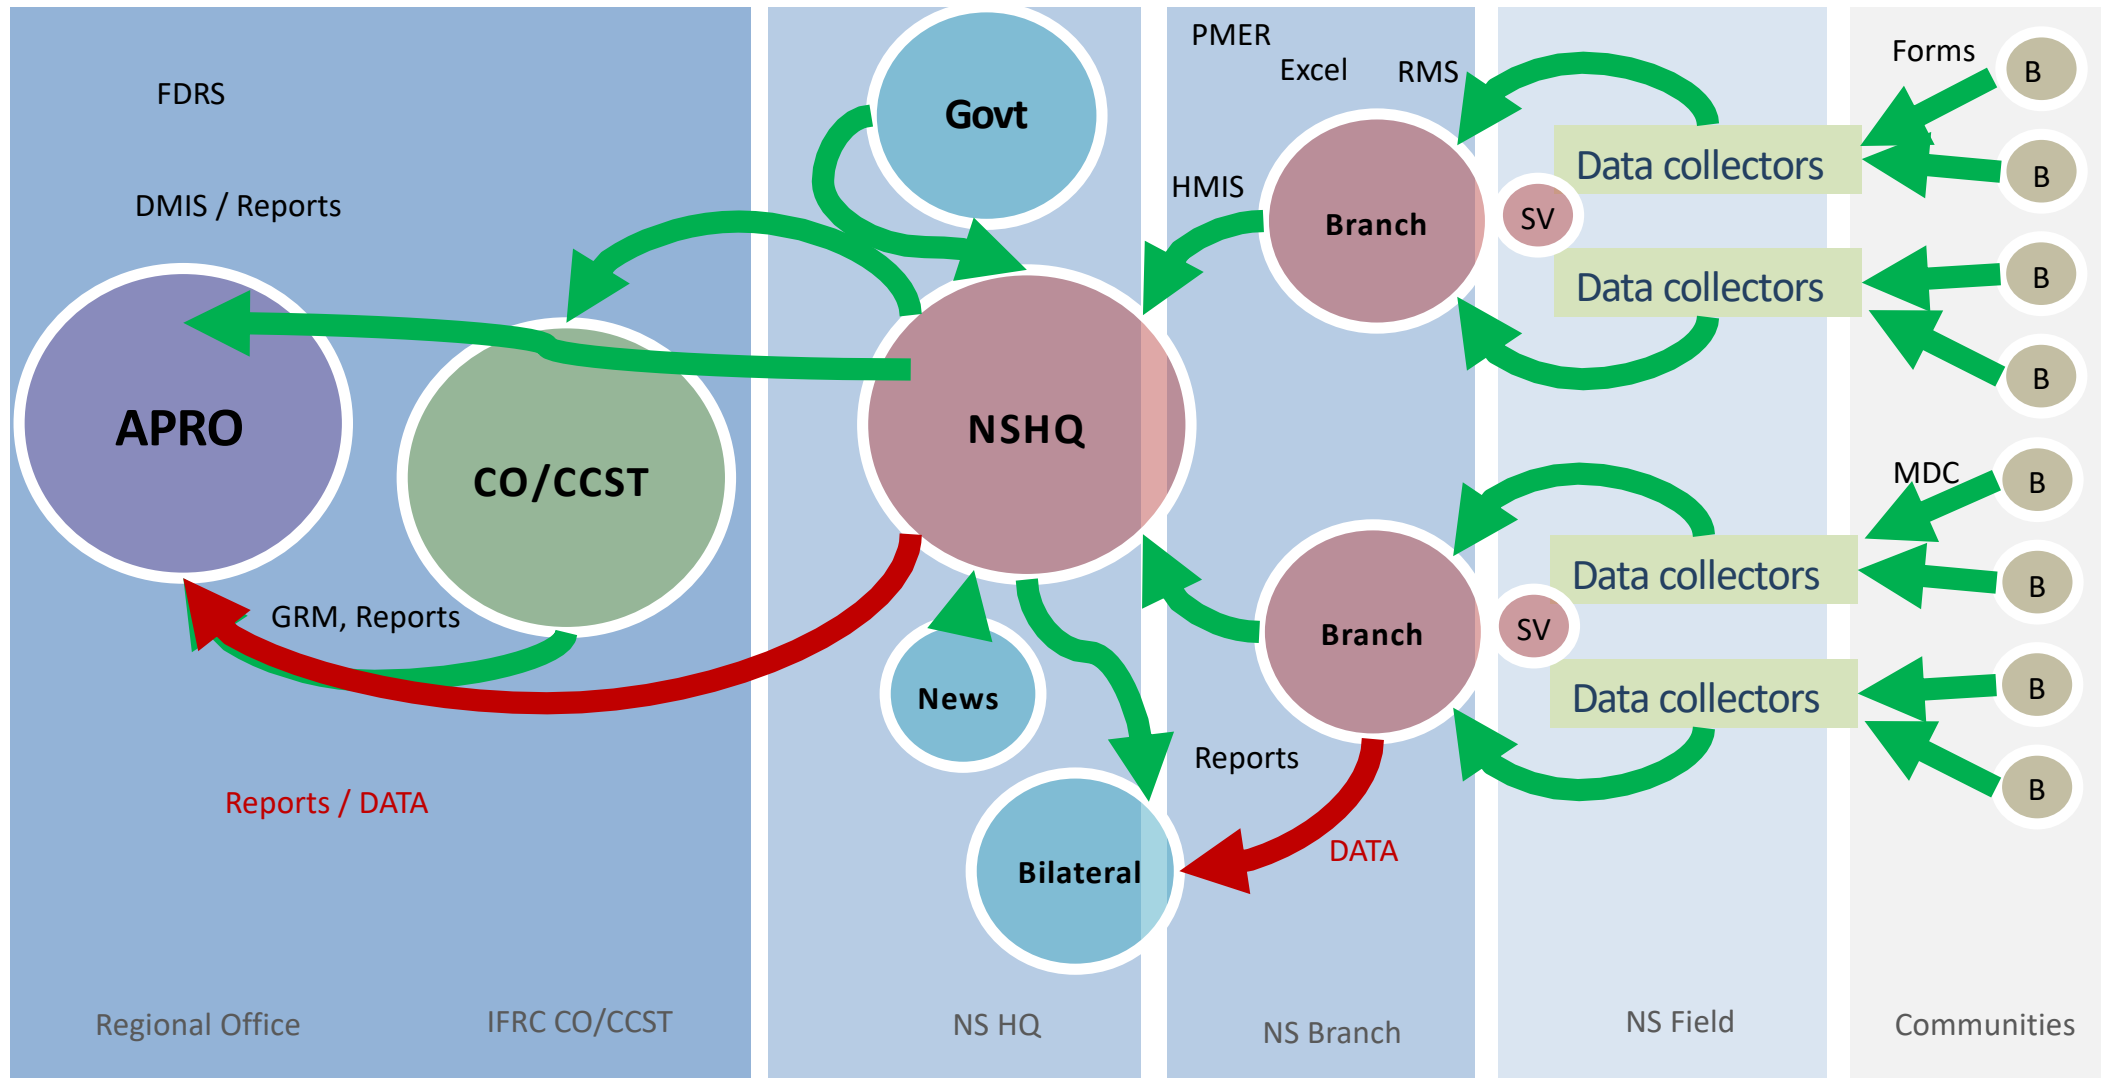 FDRS
DMIS / Reports
APRO
CO/CCST
GRM, Reports
Reports / DATA
Regional Office
IFRC CO/CCST
Govt
NSHQ
News
Bilateral
NS HQ
PMER
Excel
RMS
HMIS
Branch
Branch
Reports
DATA
NS Branch
Data collectors
SV
Data collectors
Data collectors
SV
Data collectors
NS Field
Forms
B
B
B
B
MDC
B
B
B
B
Communities